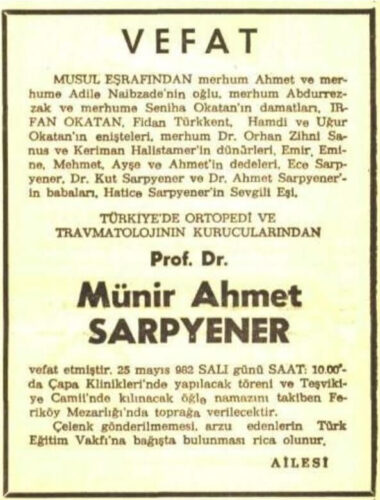 VEFAT
MUSUL EŞRAFINDAN merhum Ahmet ve mer-
hume Adile Naibzade'nin oğlu, merhum Abdurrez-
zak ve merhume Seniha Okatan'ın damatları, İR-
FAN OKATAN, Fidan Türkkent, Hamdi ve Uğur
Okatan'ın enişteleri, merhum Dr. Orhan Zihni Sa-
nus ve Keriman Halistamer'in dünürleri, Emir, Emi-
ne, Mehmet, Ayşe ve Ahmet'in dedeleri, Ece Sarp-
yener, Dr. Kut Sarpyener ve Dr. Ahmet Sarpyener'-
in babaları, Hatice Sarpyener'in Sevgili Eşi,
TÜRKİYE'DE ORTOPEDİ VE
TRAVMATOLOJİNİN KURUCULARINDAN
Prof. Dr.
Münir Ahmet
SARPYENER
vefat etmiştir. 25 mayıs 982 SALI günü SAAT: 10.00'-
da Çapa Klinikleri'nde yapılacak töreni ve Teşviki-
ye Camii'nde kılınacak öğle namazını takiben Fe-
riköy Mezarlığı'nda toprağa verilecektir.
Çelenk gönderilmemesi, arzu edenlerin Türk
Eğitim Vakfı'na bağışta bulunması rica olunur.
AİLESİ